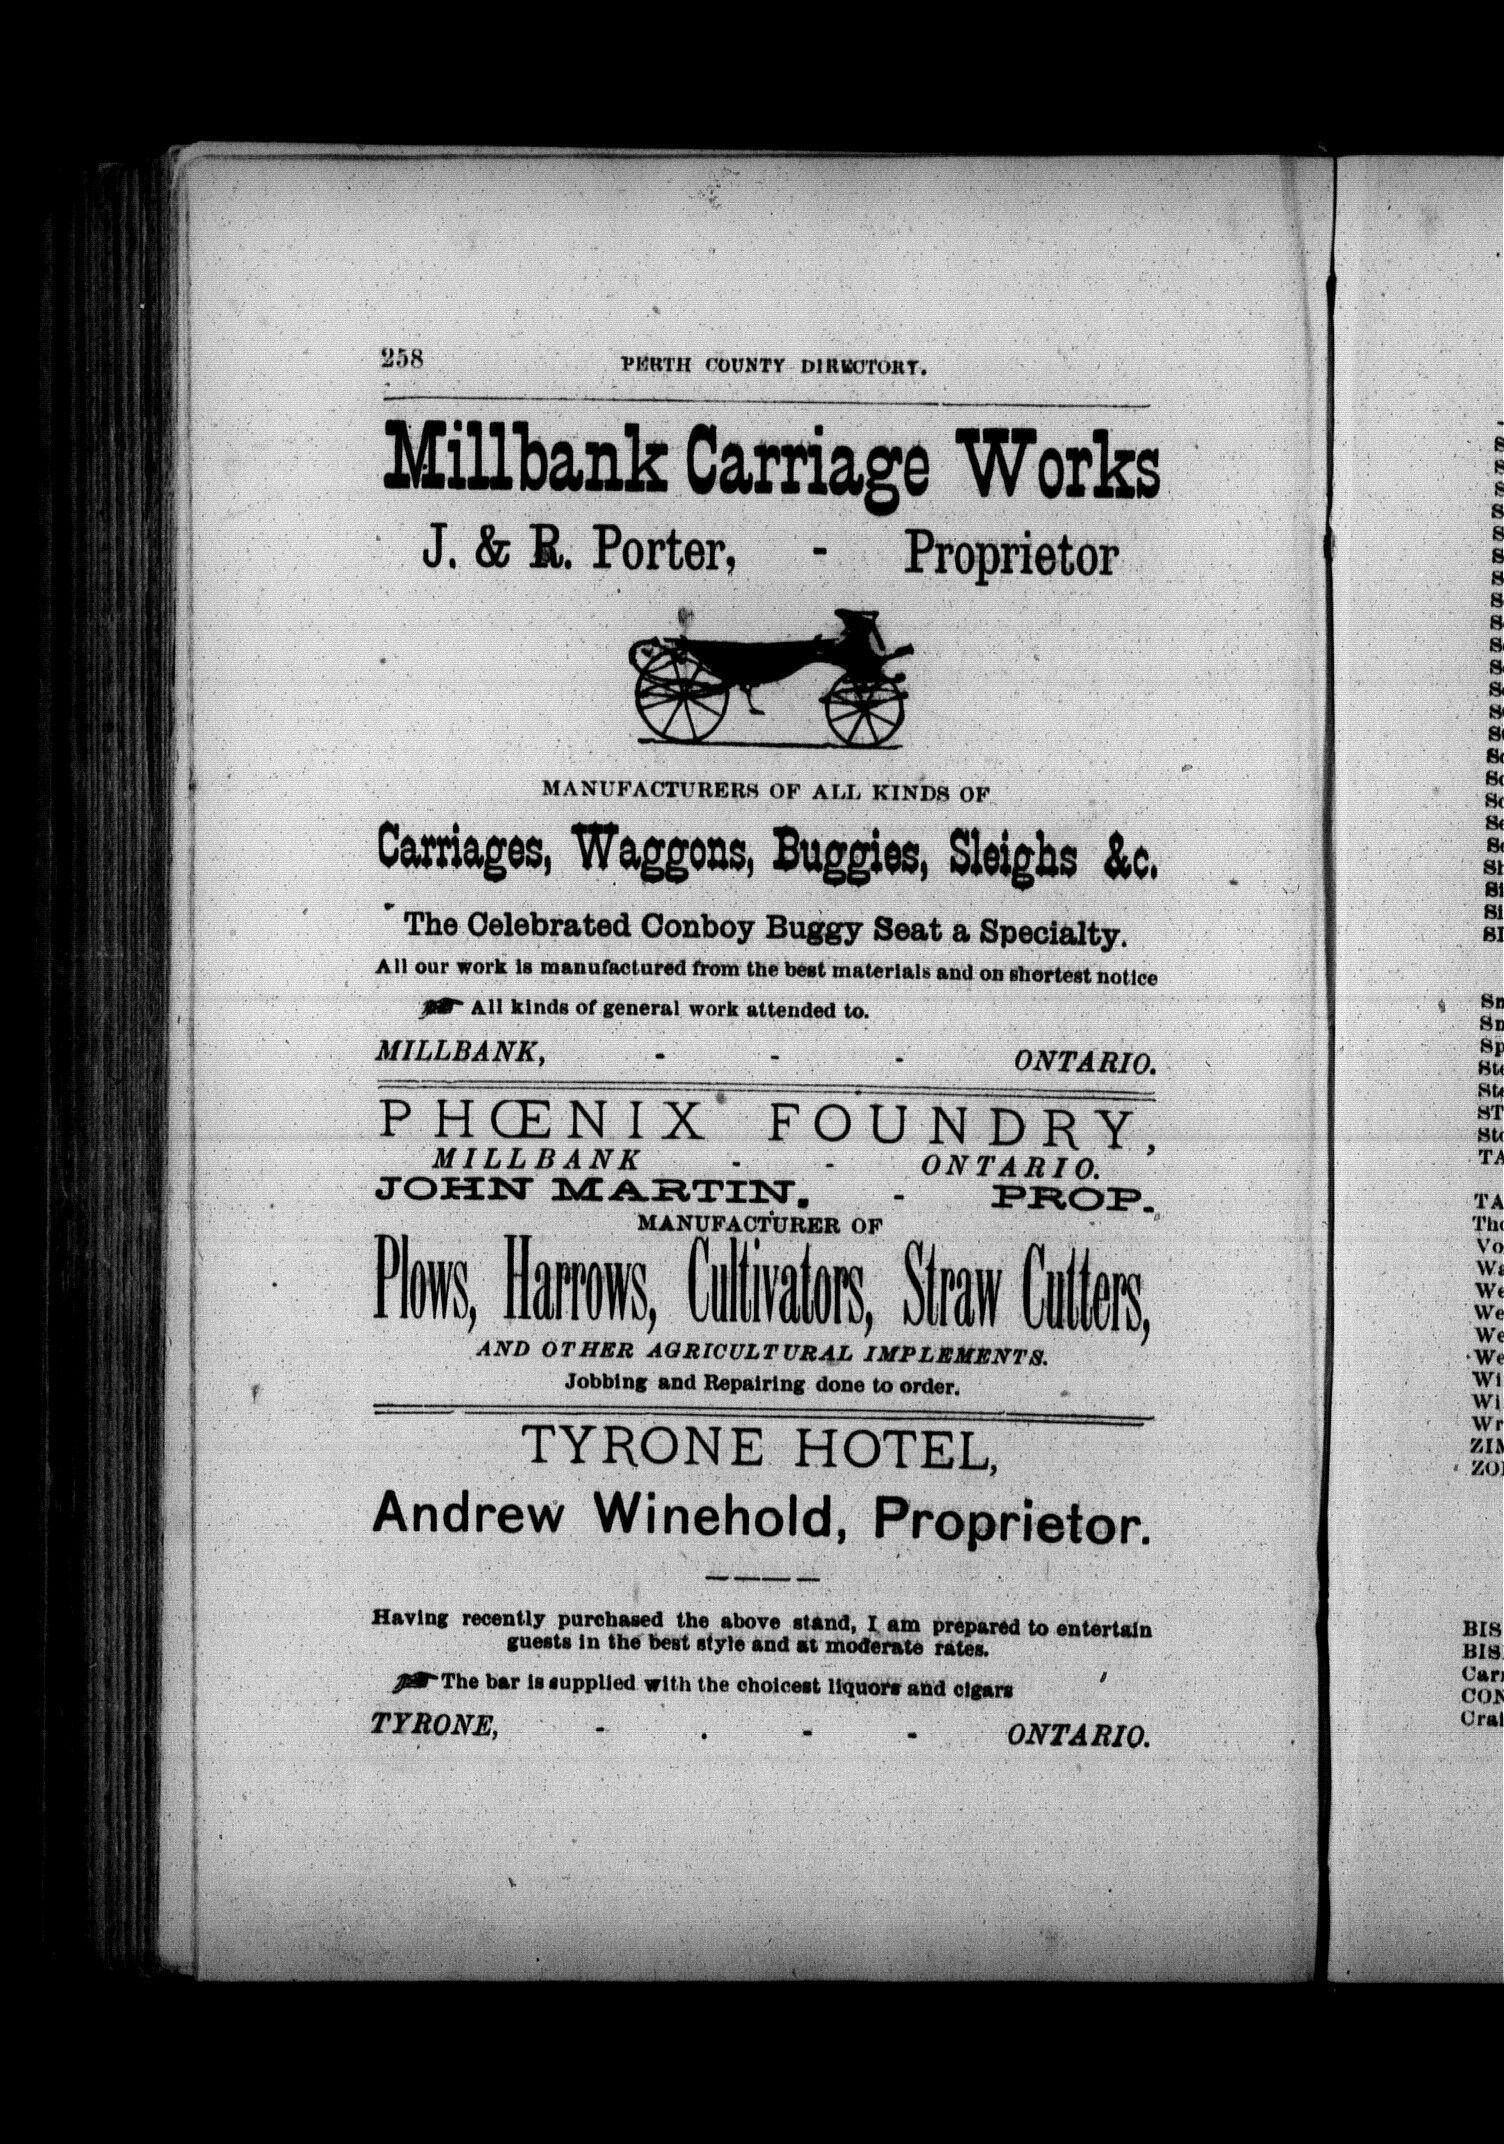 258 PERTH COUNTY DIRECTORY.
Millbank Carriage Works
J. & R. Porter, - Proprietor
MANUFACTURERS OF ALL KINDS OF
Carriages, Waggons, Buggies, Sleighs &c.
The Celebrated Conboy Buggy Seat a Specialty.
All our work is manufactured from the best materials and on shortest notice
All kinds of general work attended to.
MILLBANK, - - - ONTARIO.
PHŒNIX FOUNDRY,
MILLBANK - - ONTARIO.
JOHN MARTIN. - PROP.
MANUFACTURER OF
Plows, Harrows, Cultivators, Straw Cutters,
AND OTHER AGRICULTURAL IMPLEMENTS.
Jobbing and Repairing done to order.
TYRONE HOTEL,
Andrew Winehold, Proprietor.
Having recently purchased the above stand, I am prepared to entertain
guests in the best style and at moderate rates.
The bar is supplied with the choicest liquors and cigars
TYRONE, - . - - ONTARIO.